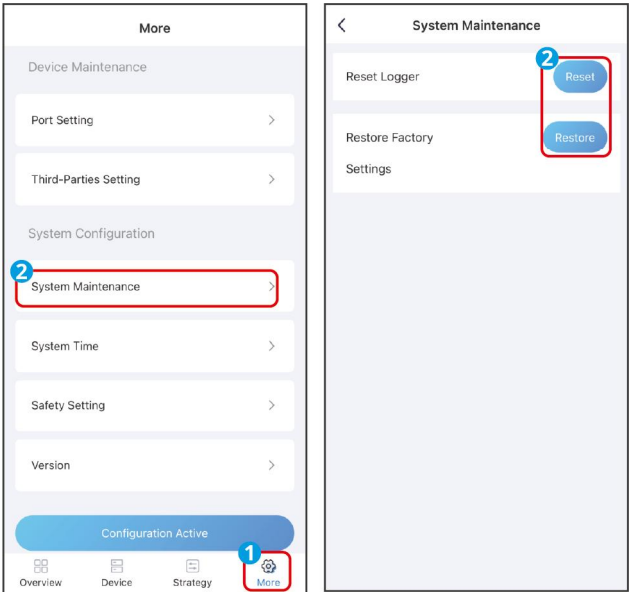 More
Device Maintenance
Port Setting
Third-Parties Setting
System Configuration
2
System Maintenance
System Time
Safety Setting
Version
Configuration Active
1
Overview
Device
Strategy
More
System Maintenance
2
Reset Logger
Reset
Restore Factory
Settings
Restore